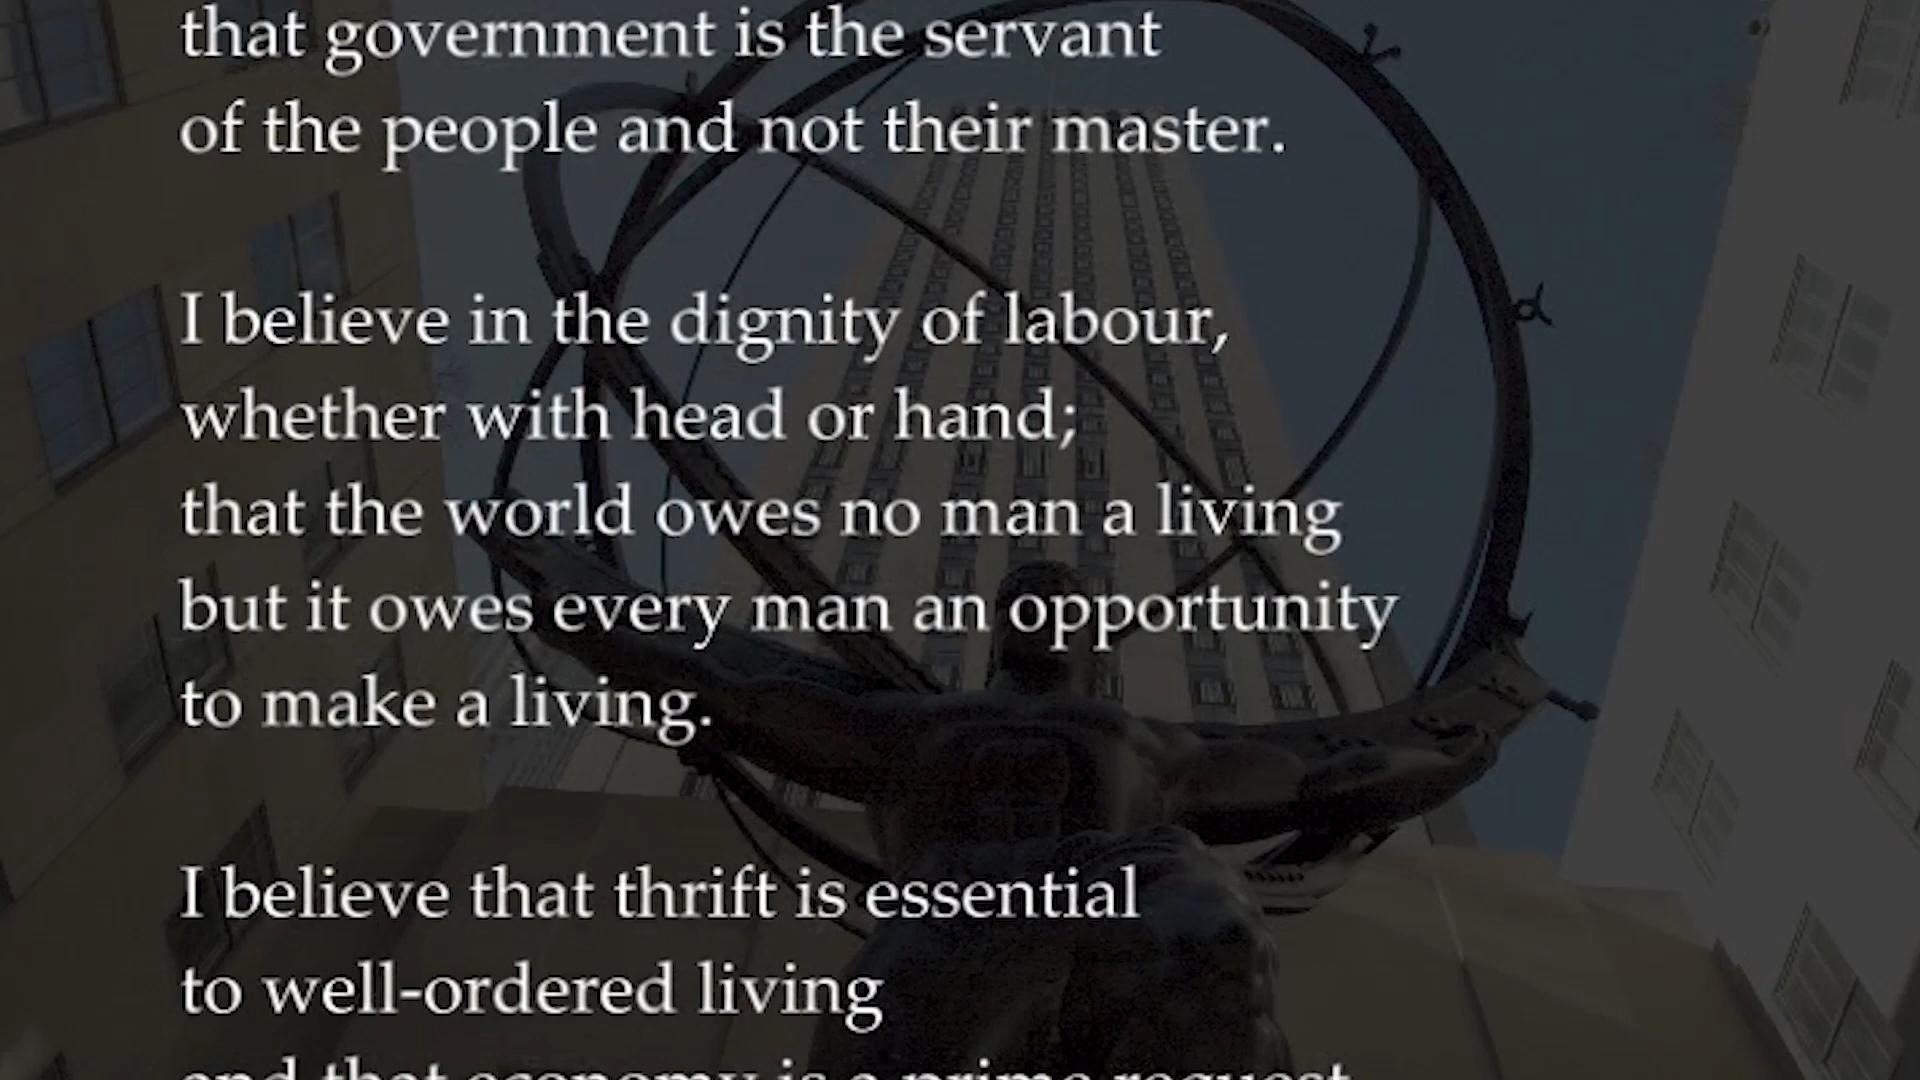 that government is the servant
of the people and not their master.
I believe in the dignity of labour,
whether with head or hand;
that the world owes no man a living
but it owes every man an opportunity
to make a living.
I believe that thrift is essential
to well-ordered living
and that economy is a prime request